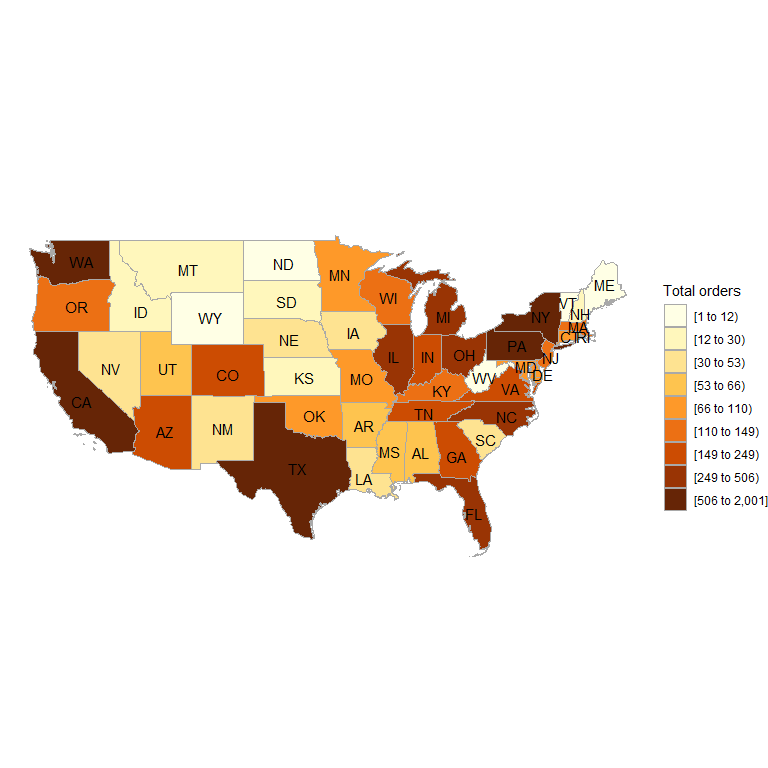 WA
MT
ND
MN
ME
OR
ID
SD
WI
VT
NH
WY
MI
NY
MA
NV
UT
NE
IA
PA
CT
RI
CO
IL
IN
OH
NJ
CA
KS
MO
WV
MD
DE
KY
VA
AZ
NM
OK
AR
TN
NC
TX
MS
AL
GA
SC
LA
FL
Total orders
[1 to 12)
[12 to 30)
[30 to 53)
[53 to 66)
[66 to 110)
[110 to 149)
[149 to 249)
[249 to 506)
[506 to 2,001]